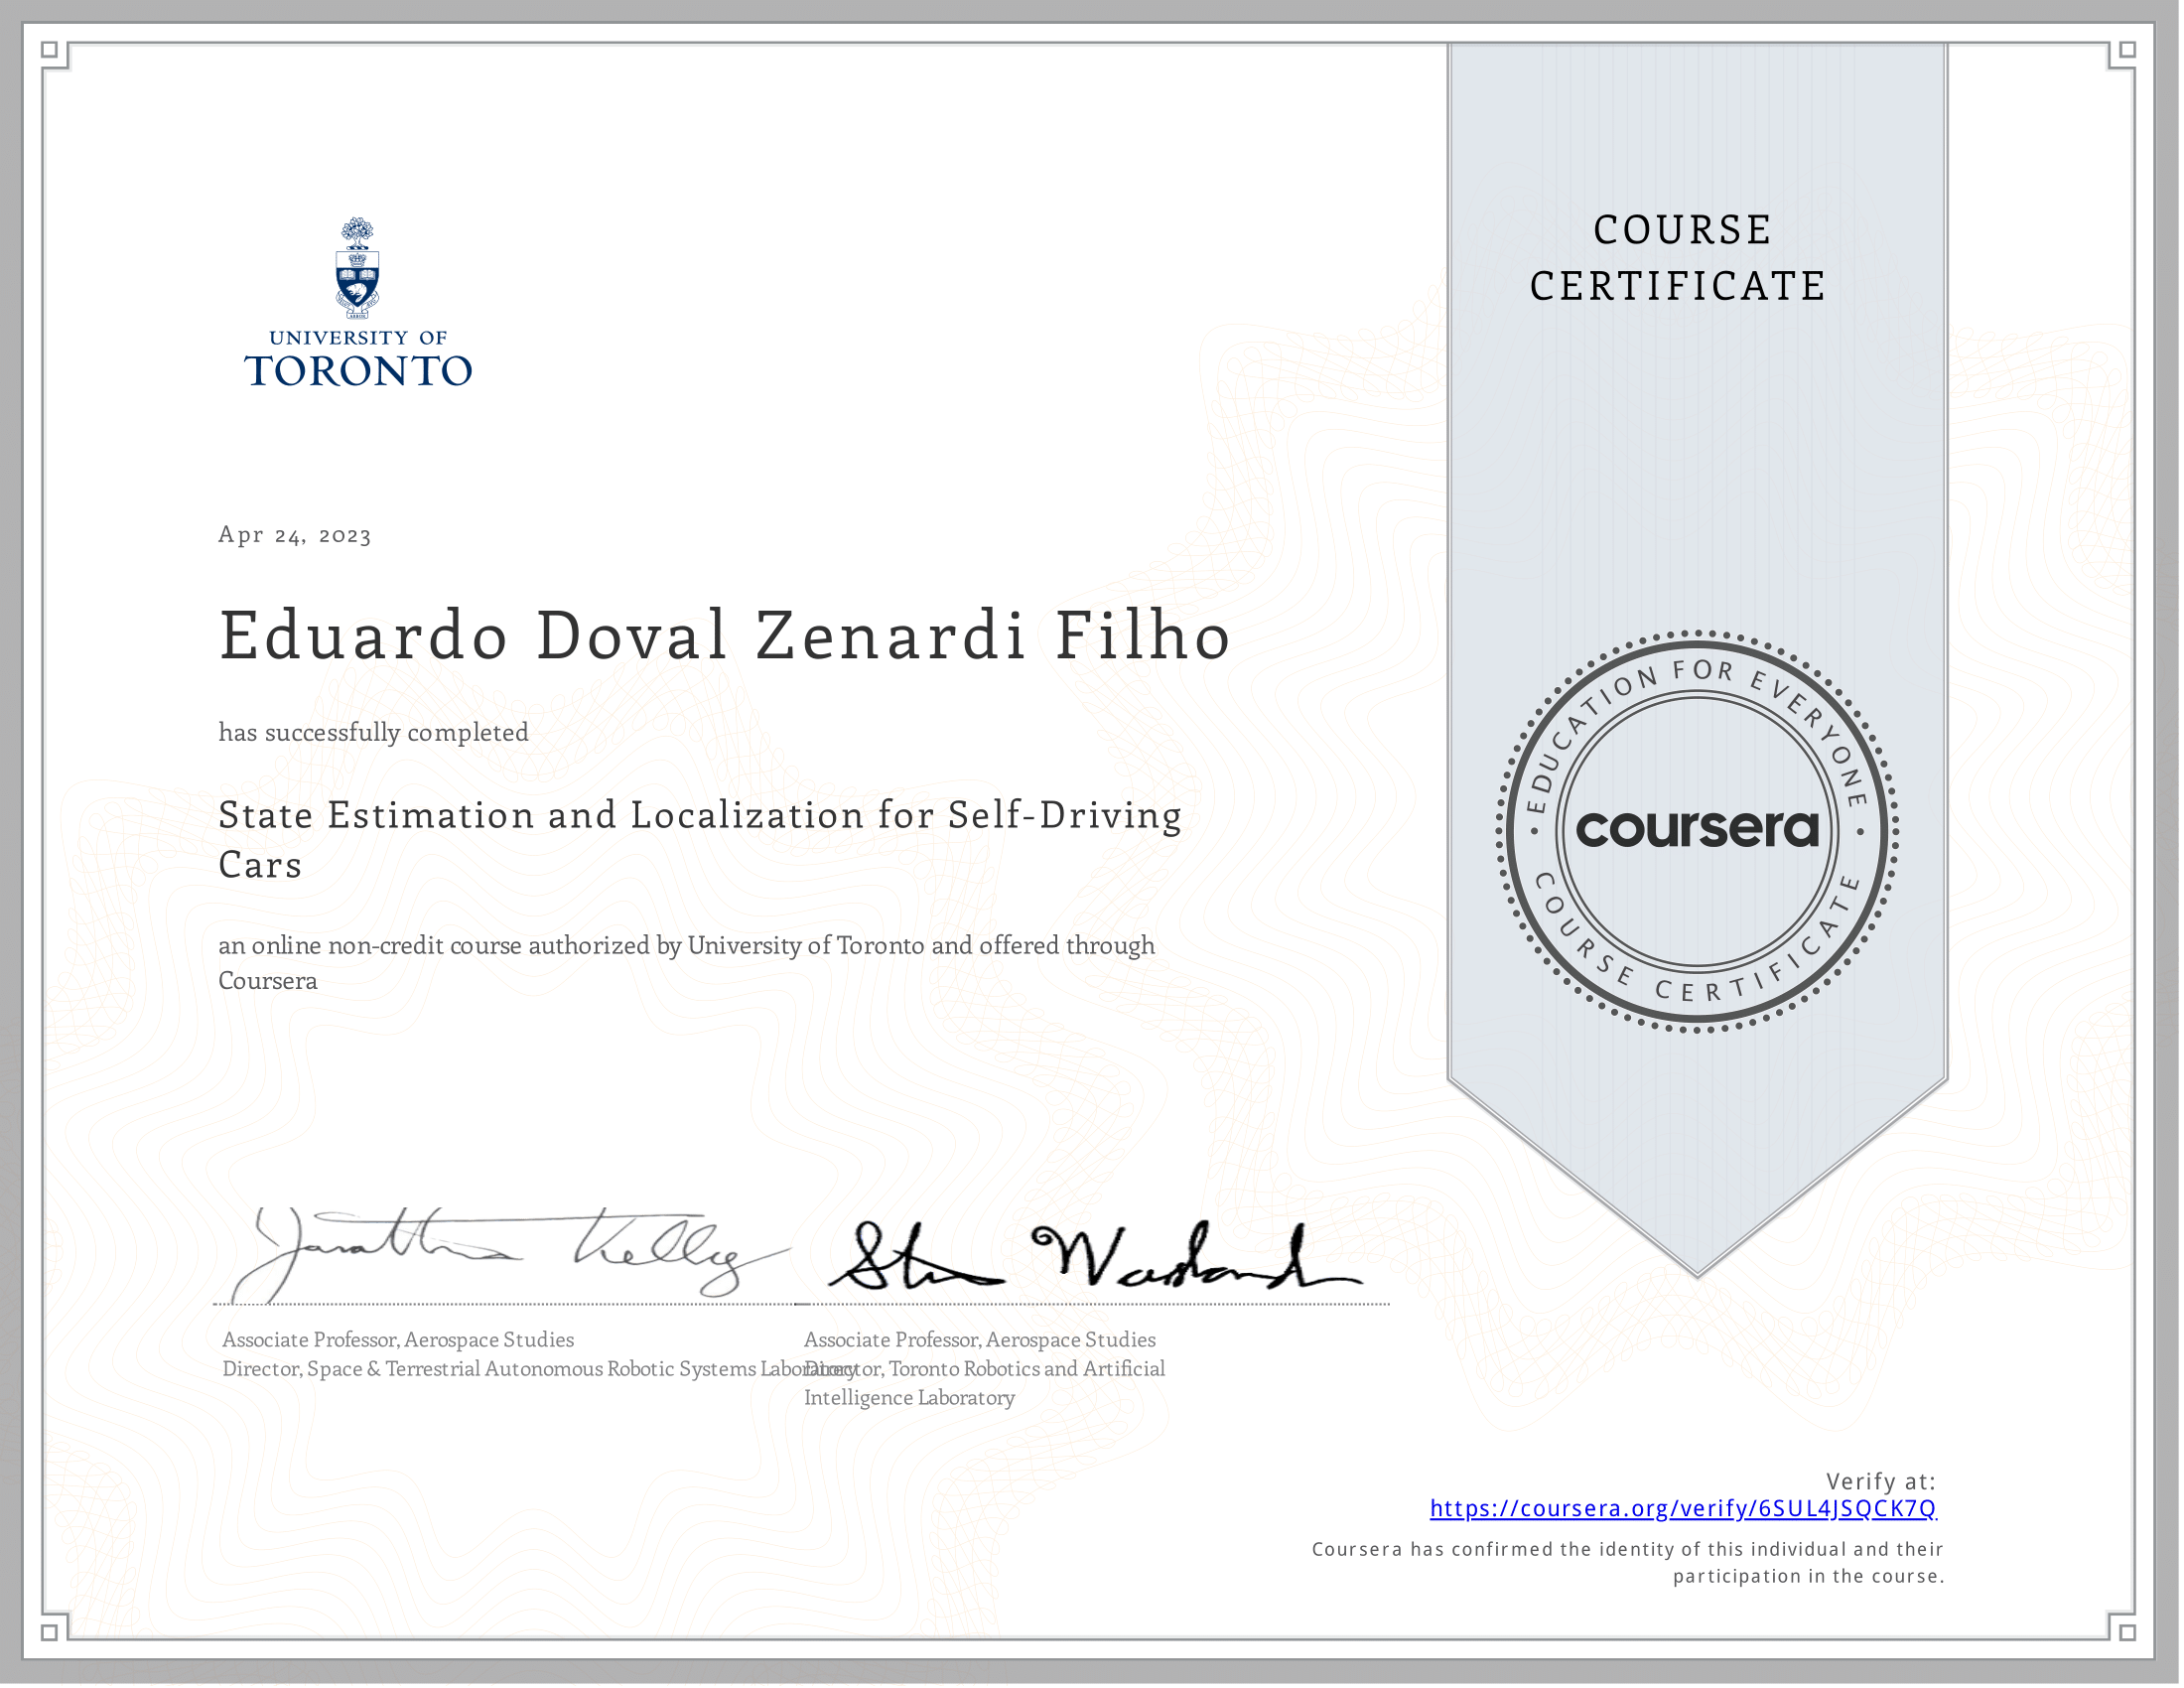 UNIVERSITY OF
TORONTO
COURSE
CERTIFICATE
Apr 24, 2023
Eduardo Doval Zenardi Filho
has successfully completed
State Estimation and Localization for Self-Driving
Cars
an online non-credit course authorized by University of Toronto and offered through
Coursera
EDUCATION FOR EVERYONE
coursera
COURSE CERTIFICATE
Jonathan Kelly
Associate Professor, Aerospace Studies
Director, Space & Terrestrial Autonomous Robotic Systems Laboratory
Associate Professor, Aerospace Studies
Director, Toronto Robotics and Artificial
Intelligence Laboratory
Verify at:
https://coursera.org/verify/6SUL4JSQCK7Q
Coursera has confirmed the identity of this individual and their
participation in the course.